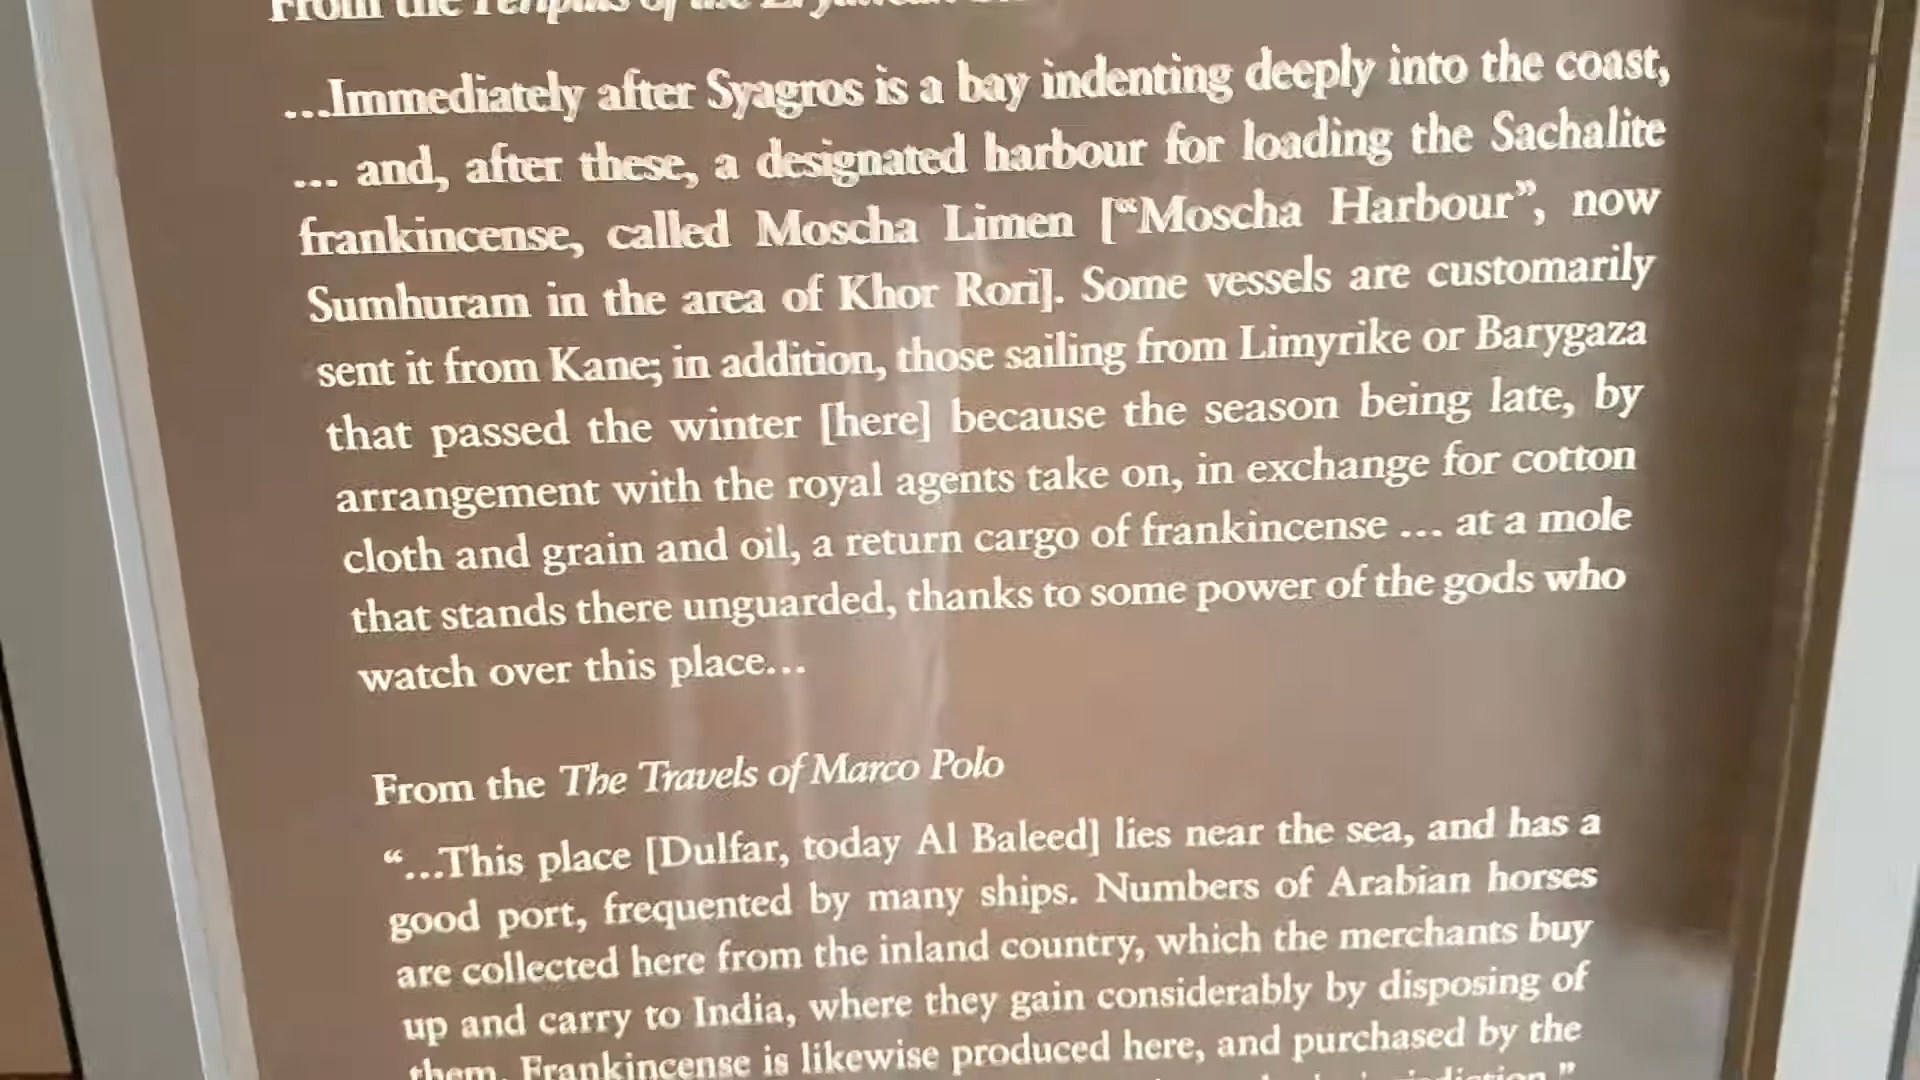 From the Periplus of the
...Immediately after Syagros is a bay indenting deeply into the coast,
... and, after these, a designated harbour for loading the Sachalite
frankincense, called Moscha Limen [“Moscha Harbour”, now
Sumhuram in the area of Khor Rori]. Some vessels are customarily
sent it from Kane; in addition, those sailing from Limyrike or Barygaza
that passed the winter [here] because the season being late, by
arrangement with the royal agents take on, in exchange for cotton
cloth and grain and oil, a return cargo of frankincense ... at a mole
that stands there unguarded, thanks to some power of the gods who
watch over this place...
From the The Travels of Marco Polo
“...This place [Dulfar, today Al Baleed] lies near the sea, and has a
good port, frequented by many ships. Numbers of Arabian horses
are collected here from the inland country, which the merchants buy
up and carry to India, where they gain considerably by disposing of
them. Frankincense is likewise produced here, and purchased by the